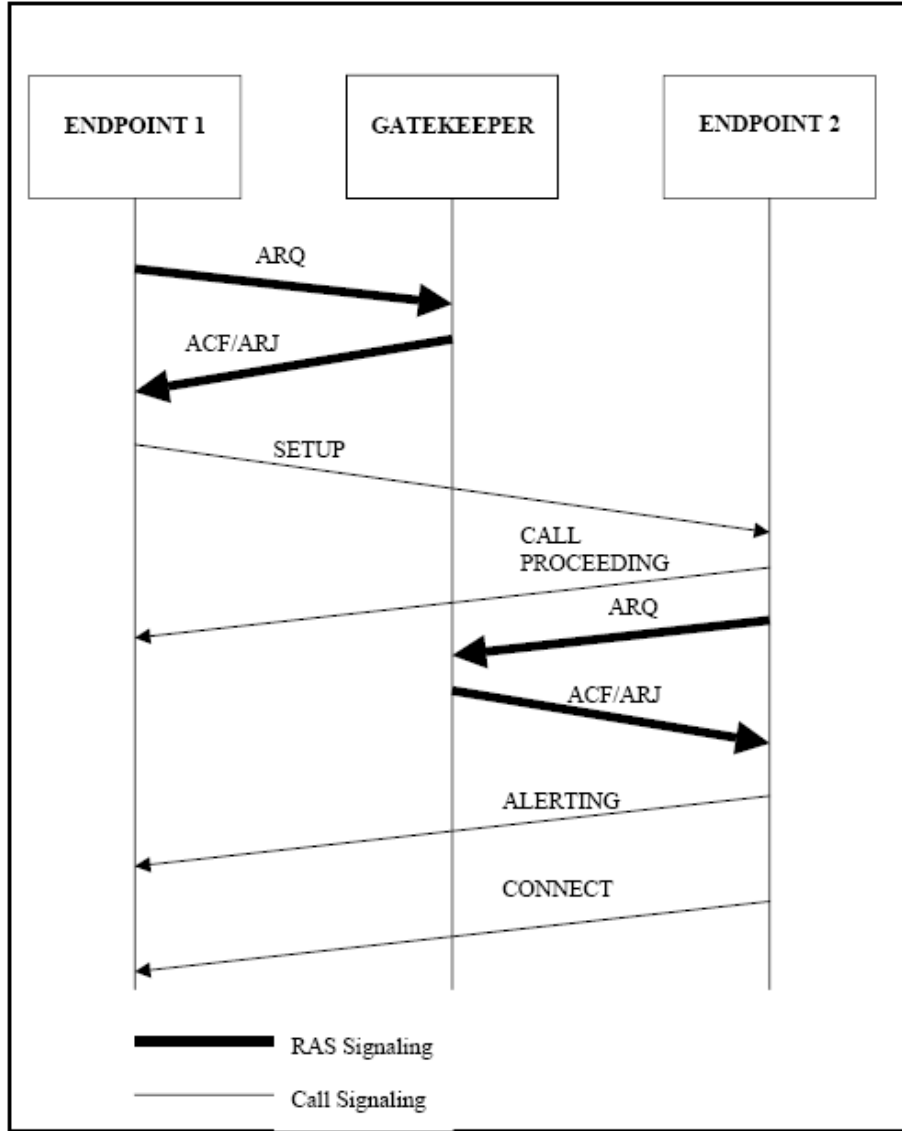 ENDPOINT 1
GATEKEEPER
ENDPOINT 2
ARQ
ACF/ARJ
SETUP
CALL
PROCEEDING
ARQ
ACF/ARJ
ALERTING
CONNECT
RAS Signaling
Call Signaling